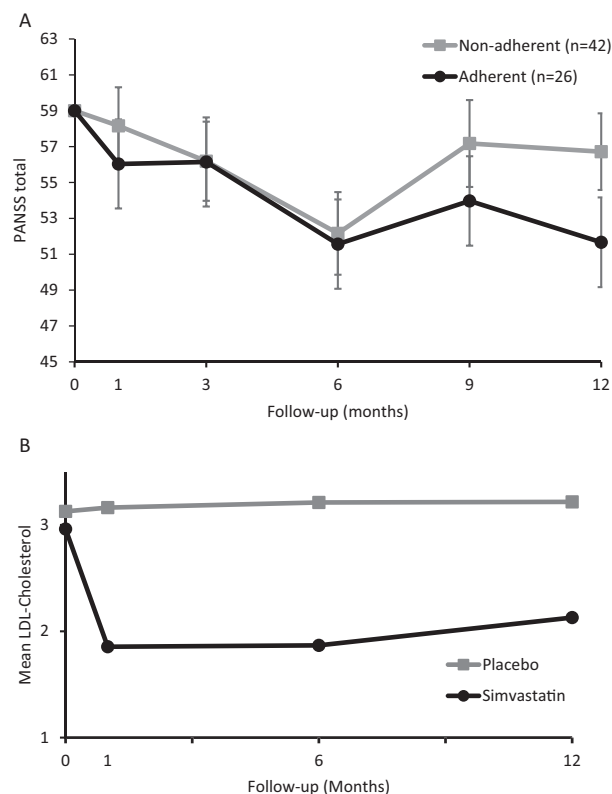 A
63
61
59
57
55
53
51
49
47
45
PANSS total
Non-adherent (n=42)
Adherent (n=26)
0 1 3 6 9 12
Follow-up (months)
B
3
2
1
Mean LDL-Cholesterol
Placebo
Simvastatin
0 1 6 12
Follow-up (Months)